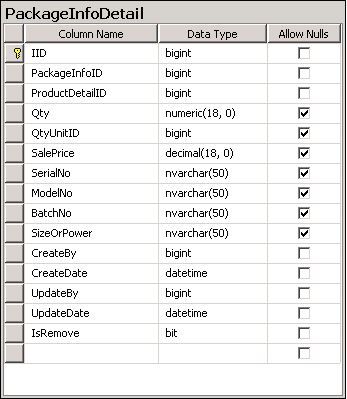 PackageInfoDetail
Column Name Data Type Allow Nulls
IID bigint
PackageInfoID bigint
ProductDetailID bigint
Qty numeric(18, 0)
QtyUnitID bigint
SalePrice decimal(18, 0)
SerialNo nvarchar(50)
ModelNo nvarchar(50)
BatchNo nvarchar(50)
SizeOrPower nvarchar(50)
CreateBy bigint
CreateDate datetime
UpdateBy bigint
UpdateDate datetime
IsRemove bit